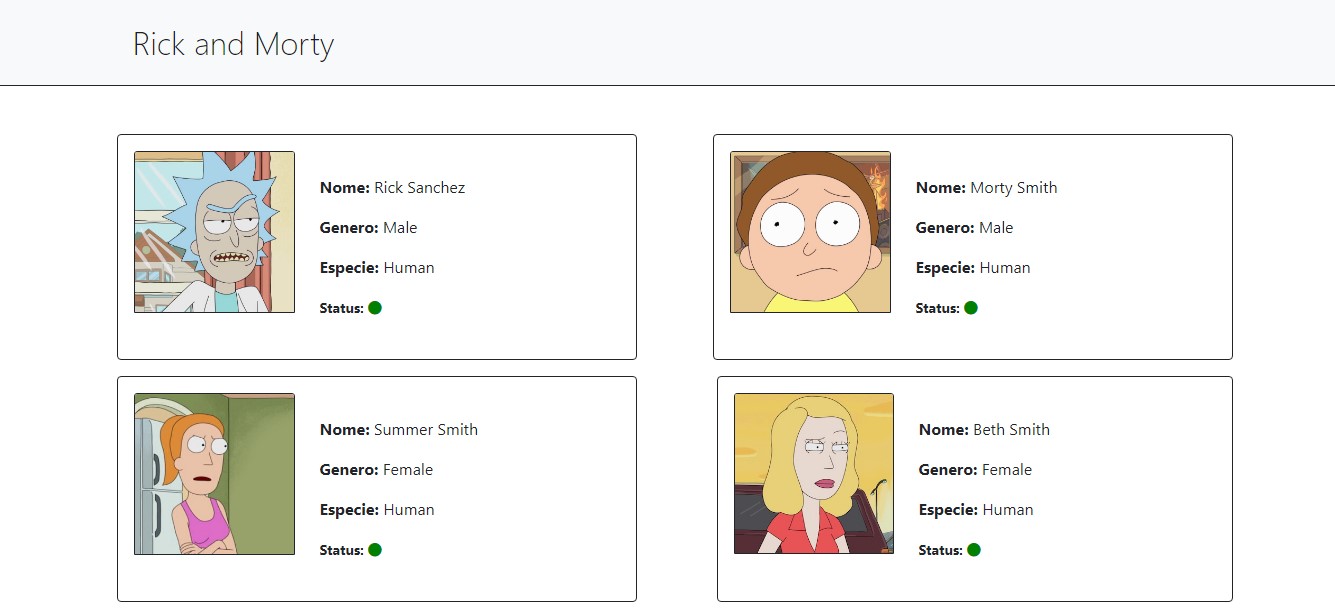 Rick and Morty
Nome: Rick Sanchez
Genero: Male
Especie: Human
Status:
Nome: Morty Smith
Genero: Male
Especie: Human
Status:
Nome: Summer Smith
Genero: Female
Especie: Human
Status:
Nome: Beth Smith
Genero: Female
Especie: Human
Status: